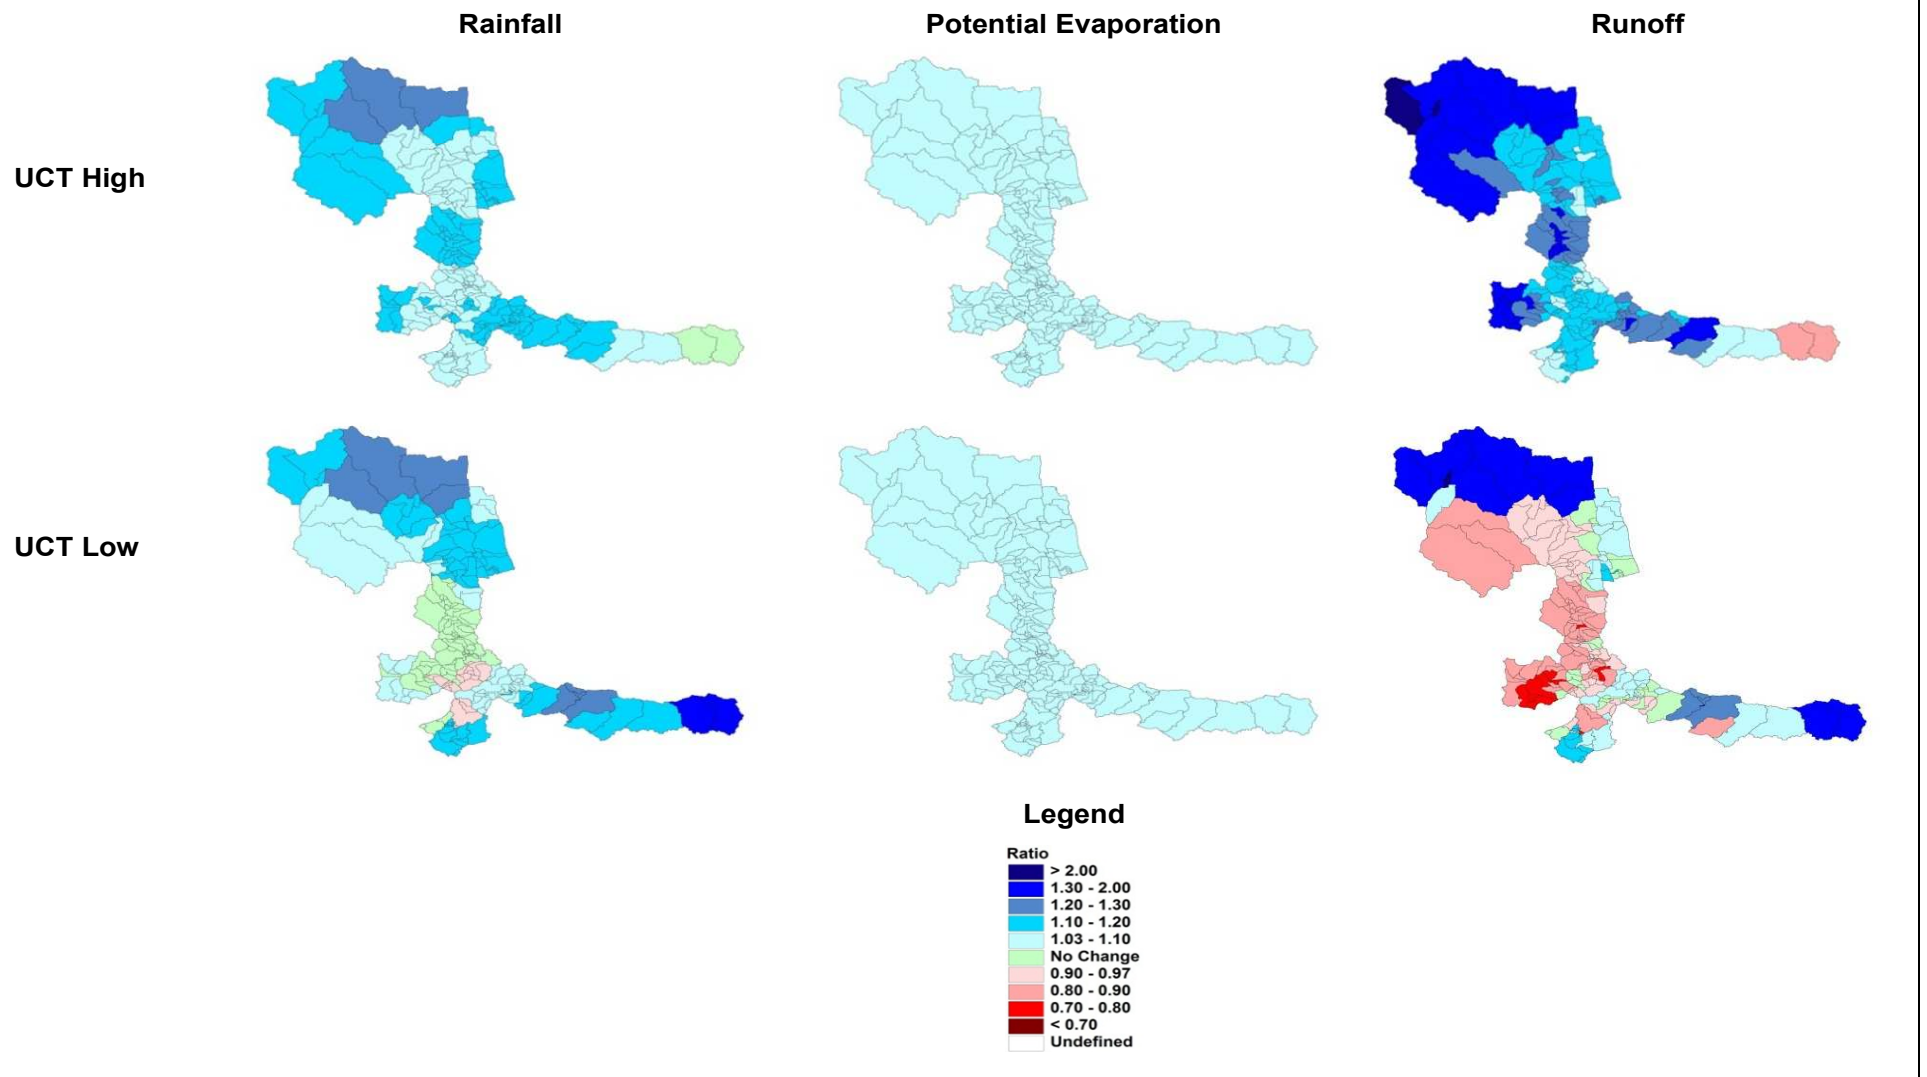 Rainfall Potential Evaporation Runoff
UCT High
UCT Low
Legend
Ratio
> 2.00
1.30 - 2.00
1.20 - 1.30
1.10 - 1.20
1.03 - 1.10
No Change
0.90 - 0.97
0.80 - 0.90
0.70 - 0.80
< 0.70
Undefined